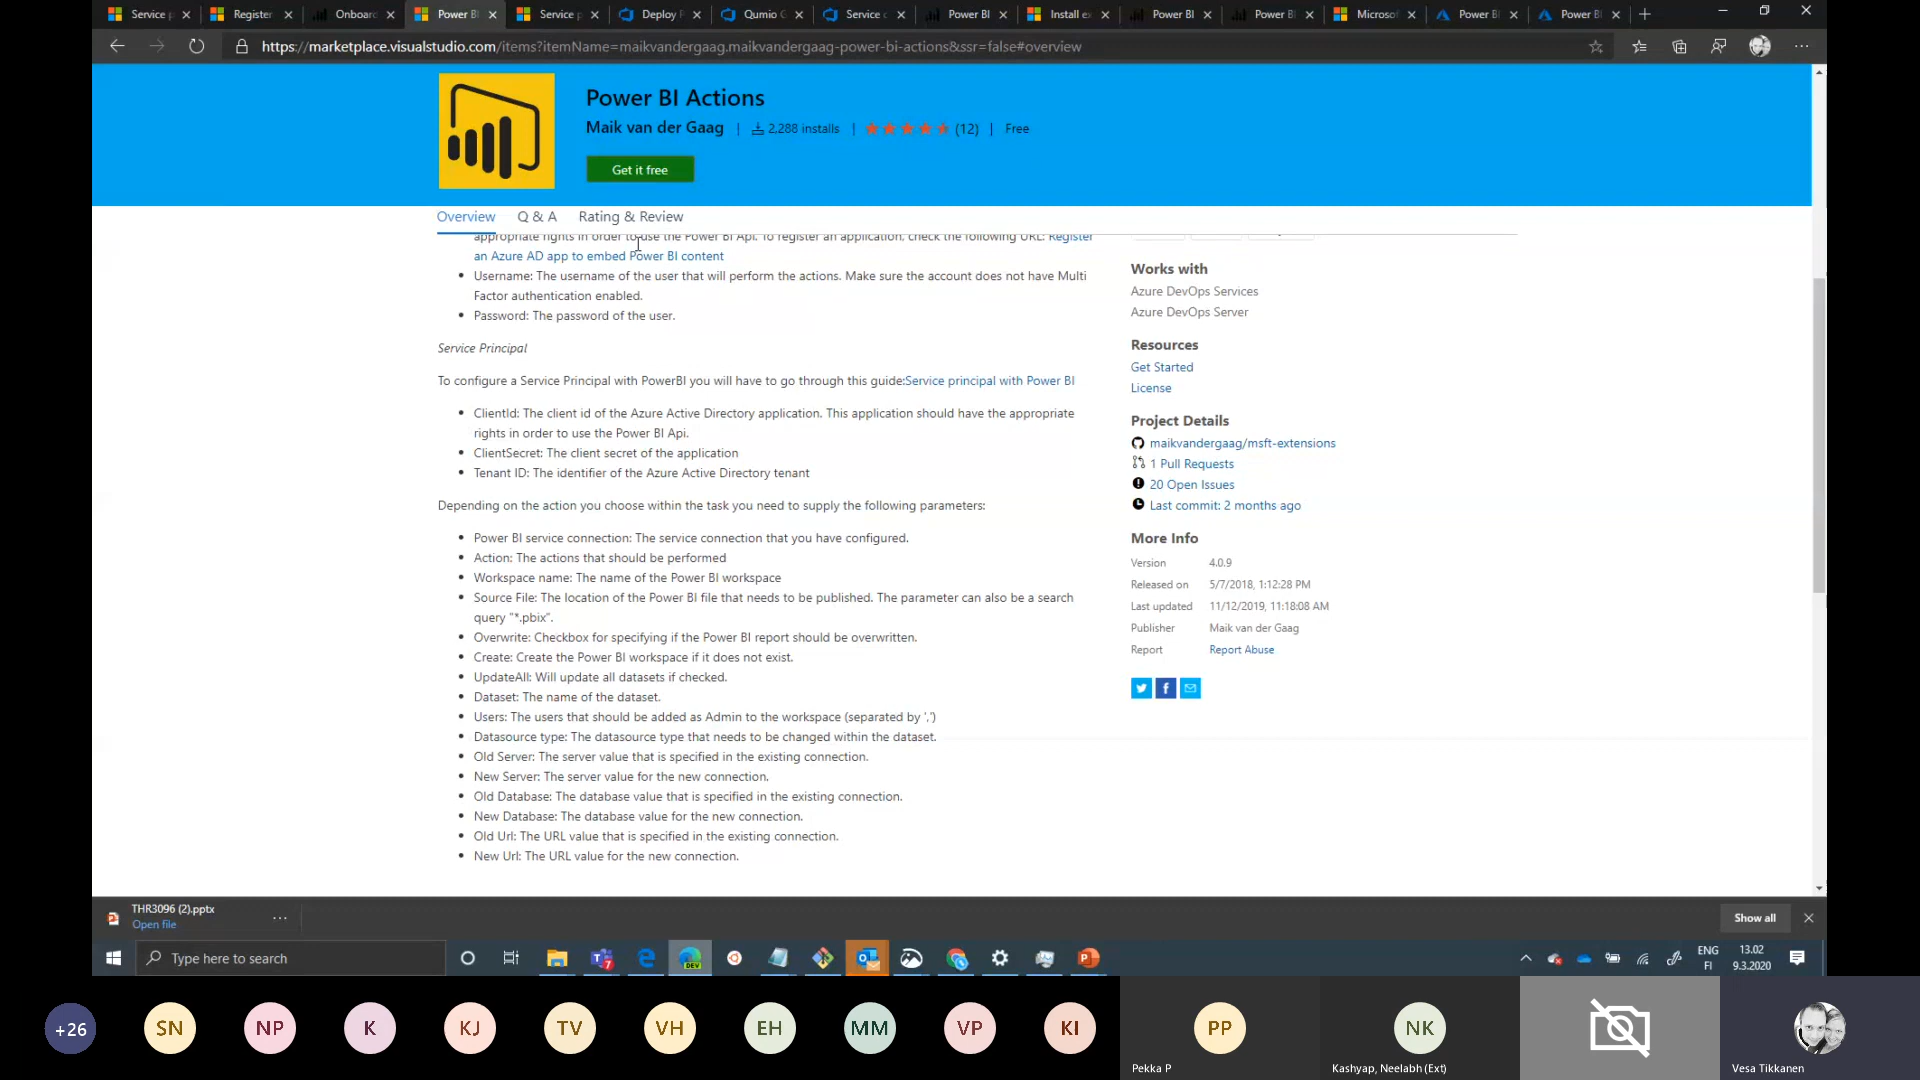 Service p
Register
Onboard
Power BI
Service p
Deploy P
Qumio C
Service c
Power BI
Install ex
Power BI
Power BI
Microsof
Power BI
Power BI
https://marketplace.visualstudio.com/items?itemName=maikvandergaag.maikvandergaag-power-bi-actions&ssr=false#overview
Power BI Actions
Maik van der Gaag | 2,288 installs | (12) | Free
Get it free
Overview Q & A Rating & Review
appropriate rights in order to use the Power BI Api. To register an application, check the following URL: Register
an Azure AD app to embed Power BI content
• Username: The username of the user that will perform the actions. Make sure the account does not have Multi
Factor authentication enabled.
• Password: The password of the user.
Service Principal
To configure a Service Principal with PowerBI you will have to go through this guide:Service principal with Power BI
• ClientId: The client id of the Azure Active Directory application. This application should have the appropriate
rights in order to use the Power BI Api.
• ClientSecret: The client secret of the application
• Tenant ID: The identifier of the Azure Active Directory tenant
Depending on the action you choose within the task you need to supply the following parameters:
• Power BI service connection: The service connection that you have configured.
• Action: The actions that should be performed
• Workspace name: The name of the Power BI workspace
• Source File: The location of the Power BI file that needs to be published. The parameter can also be a search
query "*.pbix".
• Overwrite: Checkbox for specifying if the Power BI report should be overwritten.
• Create: Create the Power BI workspace if it does not exist.
• UpdateAll: Will update all datasets if checked.
• Dataset: The name of the dataset.
• Users: The users that should be added as Admin to the workspace (separated by ',')
• Datasource type: The datasource type that needs to be changed within the dataset.
• Old Server: The server value that is specified in the existing connection.
• New Server: The server value for the new connection.
• Old Database: The database value that is specified in the existing connection.
• New Database: The database value for the new connection.
• Old Url: The URL value that is specified in the existing connection.
• New Url: The URL value for the new connection.
Works with
Azure DevOps Services
Azure DevOps Server
Resources
Get Started
License
Project Details
maikvandergaag/msft-extensions
1 Pull Requests
20 Open Issues
Last commit: 2 months ago
More Info
Version 4.0.9
Released on 5/7/2018, 1:12:28 PM
Last updated 11/12/2019, 11:18:08 AM
Publisher Maik van der Gaag
Report Report Abuse
THR3096 (2).pptx
Open file
Show all
Type here to search
7
DEV
ENG
FI
13.02
9.3.2020
+26
SN
NP
K
KJ
TV
VH
EH
MM
VP
KI
PP
Pekka P
NK
Kashyap, Neelabh (Ext)
Vesa Tikkanen